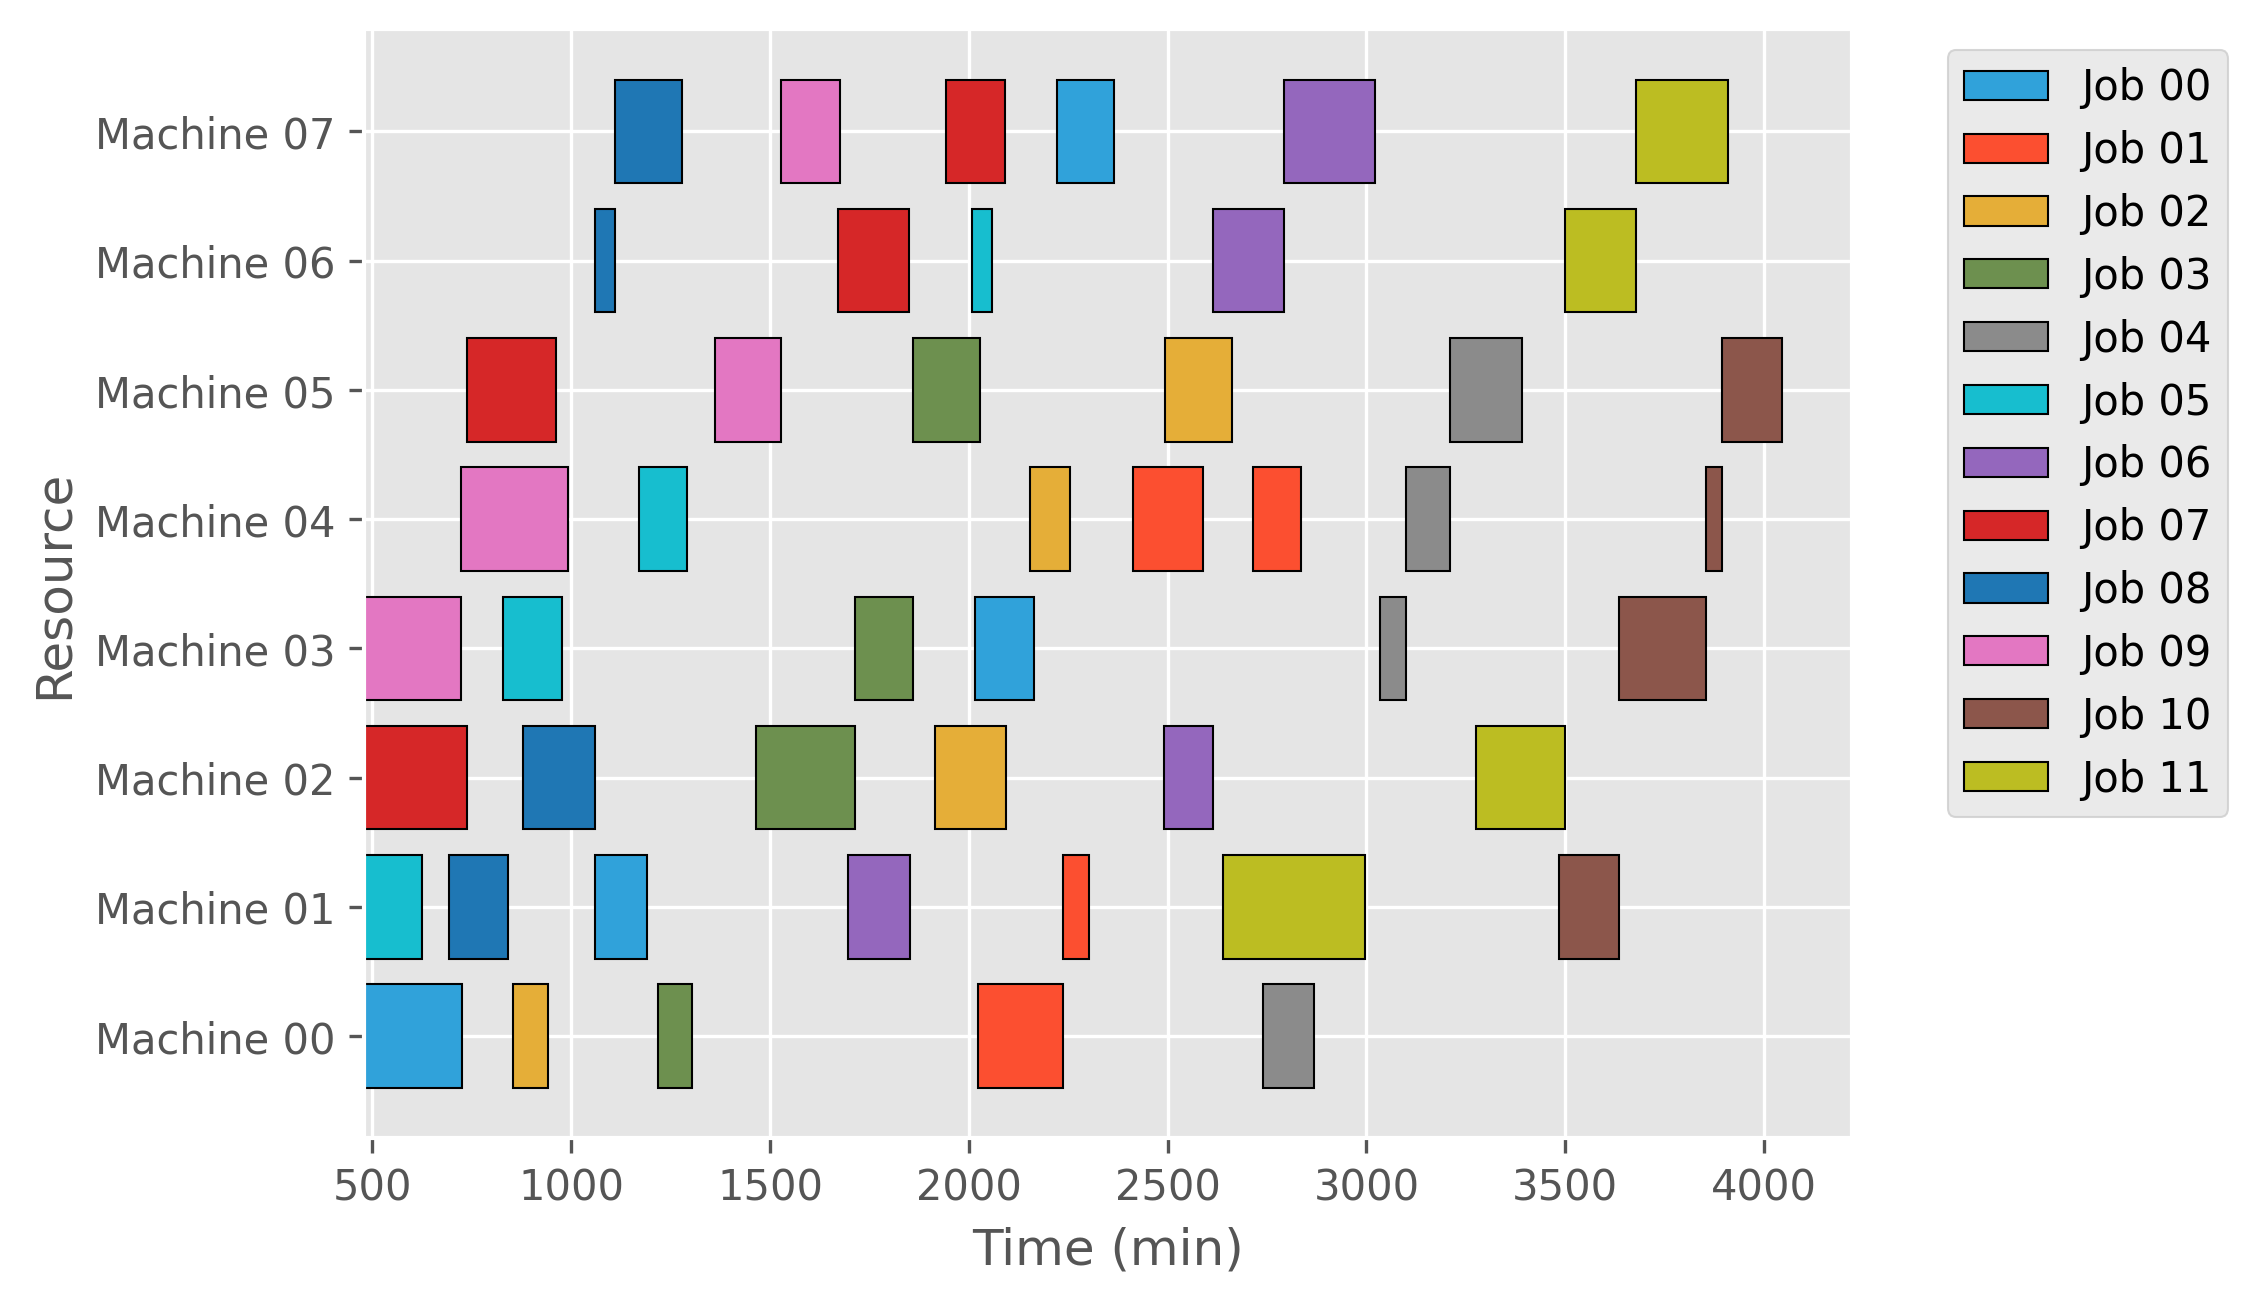 Machine 07
Machine 06
Machine 05
Machine 04
Machine 03
Machine 02
Machine 01
Machine 00
Resource
500 1000 1500 2000 2500 3000 3500 4000
Time (min)
Job 00
Job 01
Job 02
Job 03
Job 04
Job 05
Job 06
Job 07
Job 08
Job 09
Job 10
Job 11